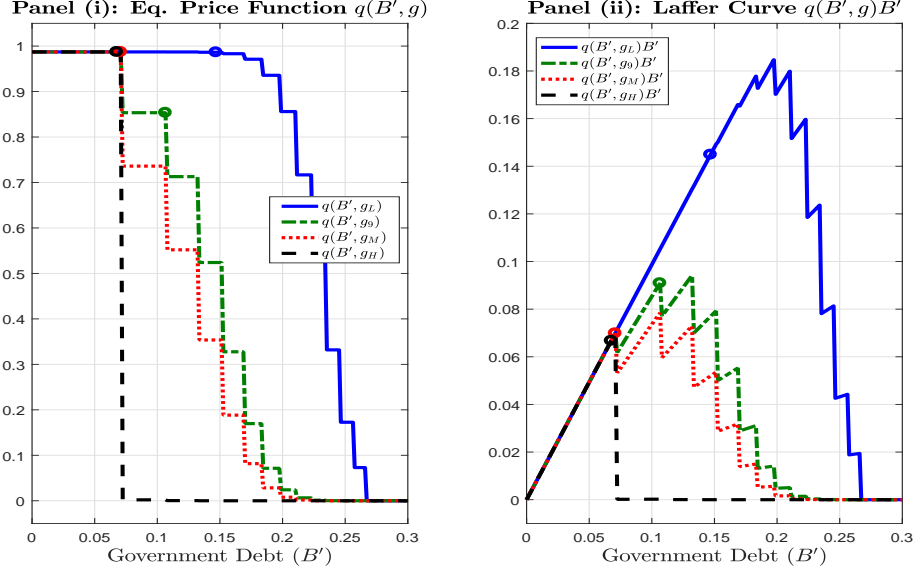 Panel (i): Eq. Price Function q(B′, g)
1
0.9
0.8
0.7
0.6
0.5
0.4
0.3
0.2
0.1
0
q(B′, g_L)
q(B′, g_9)
q(B′, g_M)
q(B′, g_H)
0 0.05 0.1 0.15 0.2 0.25 0.3
Government Debt (B′)
Panel (ii): Laffer Curve q(B′, g)B′
0.2
0.18
0.16
0.14
0.12
0.1
0.08
0.06
0.04
0.02
0
q(B′, g_L)B′
q(B′, g_9)B′
q(B′, g_M)B′
q(B′, g_H)B′
0 0.05 0.1 0.15 0.2 0.25 0.3
Government Debt (B′)